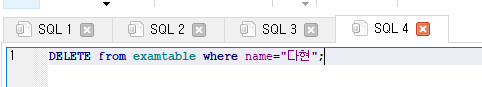 SQL 1 SQL 2 SQL 3 SQL 4
1 DELETE from examtable where name="다현";